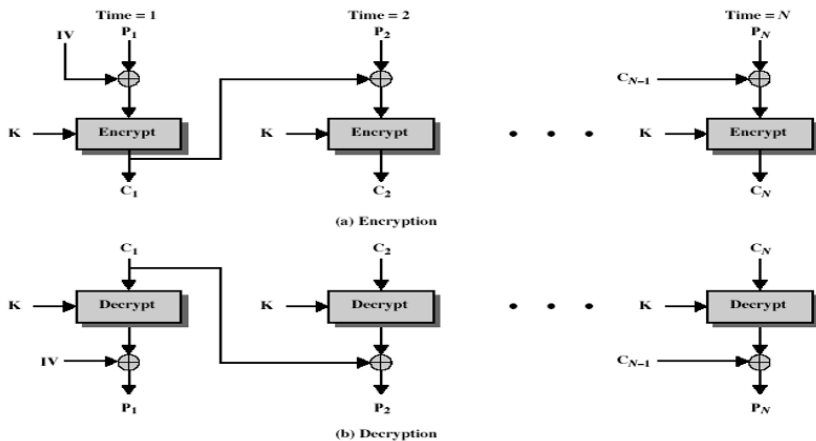 Time = 1 Time = 2 Time = N
IV P1 P2 PN
CN–1
K Encrypt K Encrypt • • • K Encrypt
C1 C2 CN
(a) Encryption
C1 C2 CN
K Decrypt K Decrypt • • • K Decrypt
IV CN–1
P1 P2 PN
(b) Decryption